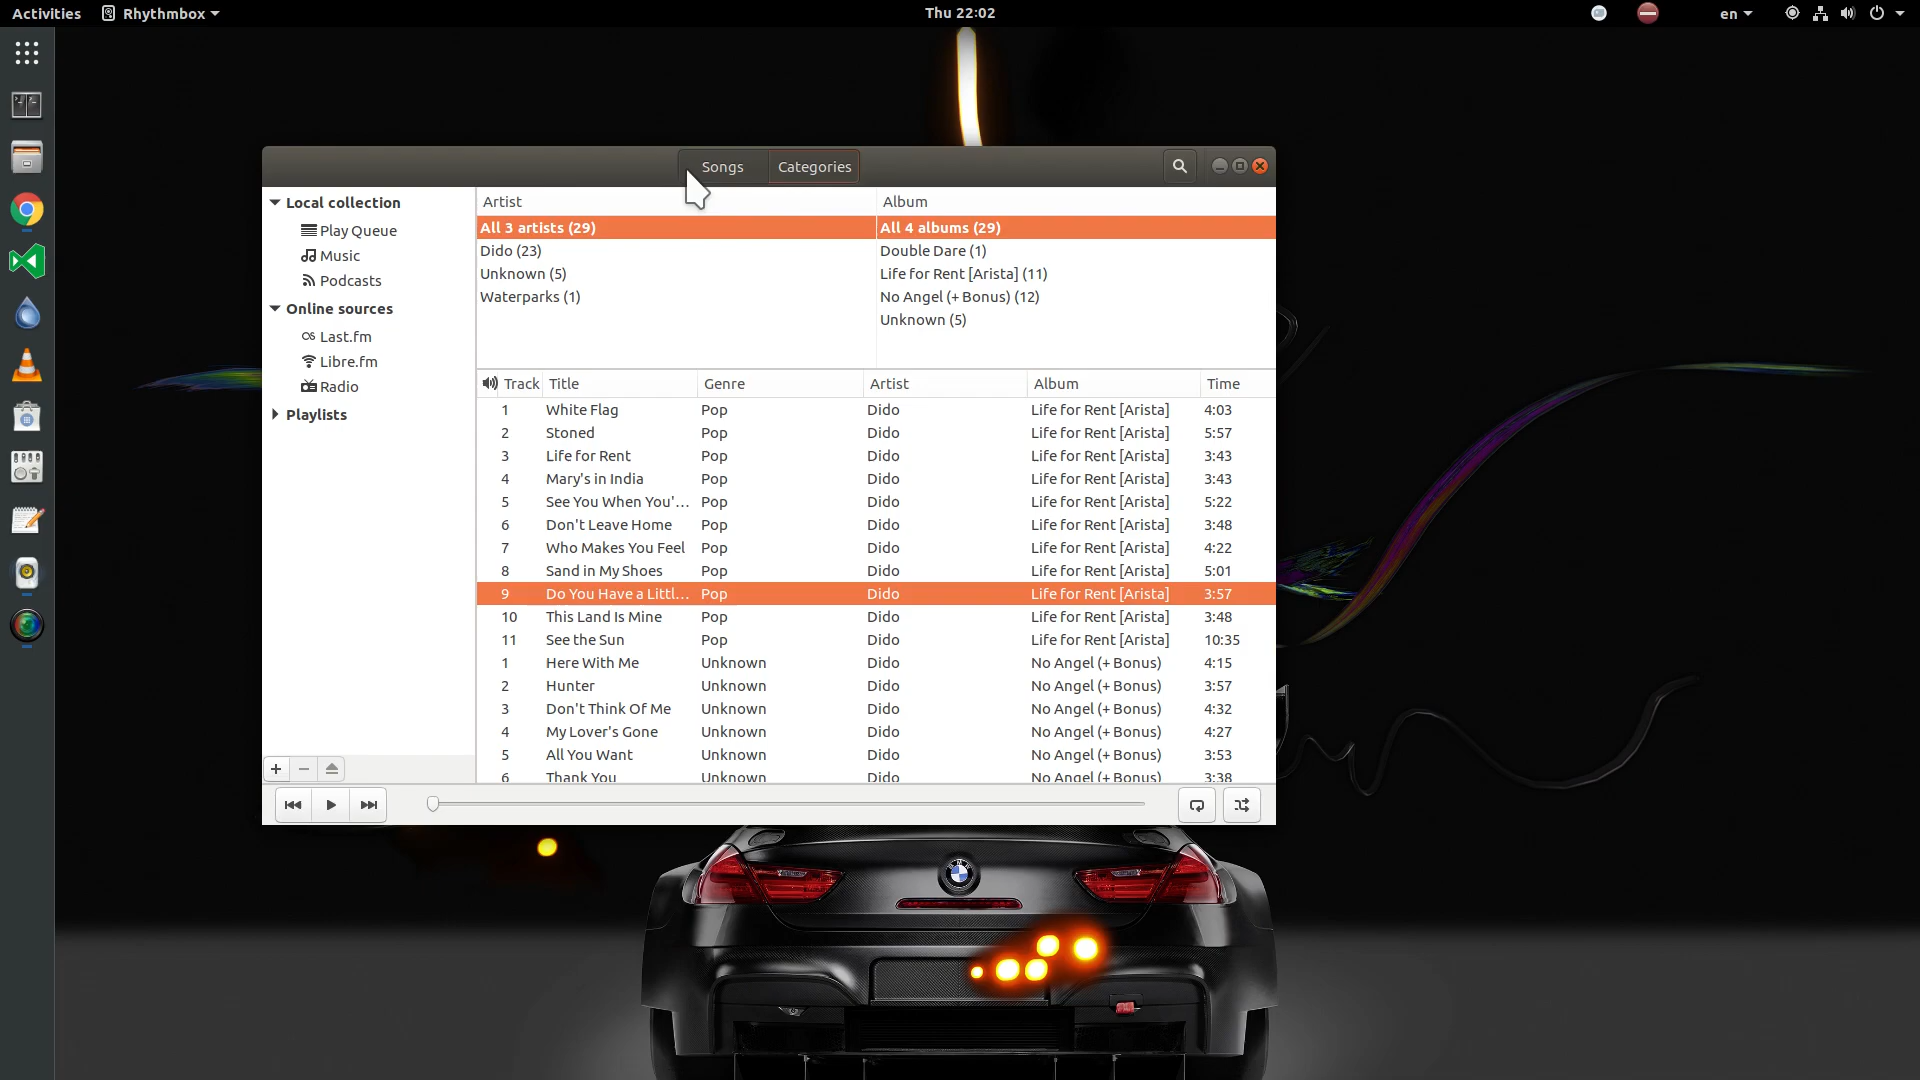 Activities Rhythmbox Thu 22:02 en
Songs Categories
Local collection
Play Queue
Music
Podcasts
Online sources
Last.fm
Libre.fm
Radio
Playlists
Artist Album
All 3 artists (29) All 4 albums (29)
Dido (23) Double Dare (1)
Unknown (5) Life for Rent [Arista] (11)
Waterparks (1) No Angel (+ Bonus) (12)
Unknown (5)
Track Title Genre Artist Album Time
1 White Flag Pop Dido Life for Rent [Arista] 4:03
2 Stoned Pop Dido Life for Rent [Arista] 5:57
3 Life for Rent Pop Dido Life for Rent [Arista] 3:43
4 Mary's in India Pop Dido Life for Rent [Arista] 3:43
5 See You When You'... Pop Dido Life for Rent [Arista] 5:22
6 Don't Leave Home Pop Dido Life for Rent [Arista] 3:48
7 Who Makes You Feel Pop Dido Life for Rent [Arista] 4:22
8 Sand in My Shoes Pop Dido Life for Rent [Arista] 5:01
9 Do You Have a Littl... Pop Dido Life for Rent [Arista] 3:57
10 This Land Is Mine Pop Dido Life for Rent [Arista] 3:48
11 See the Sun Pop Dido Life for Rent [Arista] 10:35
1 Here With Me Unknown Dido No Angel (+ Bonus) 4:15
2 Hunter Unknown Dido No Angel (+ Bonus) 3:57
3 Don't Think Of Me Unknown Dido No Angel (+ Bonus) 4:32
4 My Lover's Gone Unknown Dido No Angel (+ Bonus) 4:27
5 All You Want Unknown Dido No Angel (+ Bonus) 3:53
6 Thank You Unknown Dido No Angel (+ Bonus) 3:38
BMW